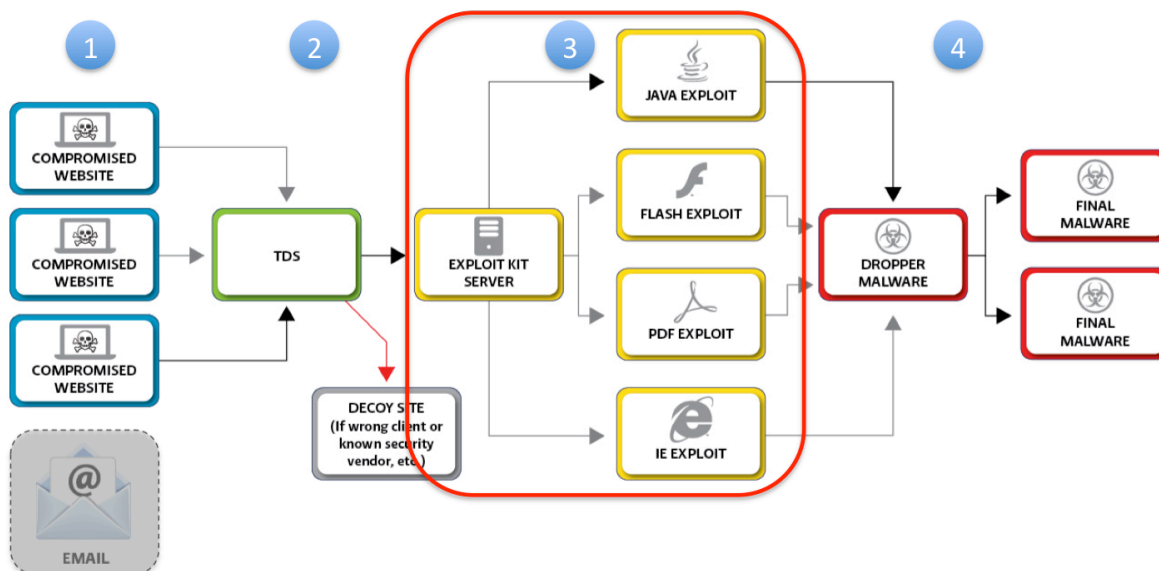 1
2
3
4
COMPROMISED
WEBSITE
COMPROMISED
WEBSITE
COMPROMISED
WEBSITE
@
EMAIL
TDS
DECOY SITE
(If wrong client or
known security
vendor, etc.)
EXPLOIT KIT
SERVER
JAVA EXPLOIT
FLASH EXPLOIT
PDF EXPLOIT
IE EXPLOIT
DROPPER
MALWARE
FINAL
MALWARE
FINAL
MALWARE